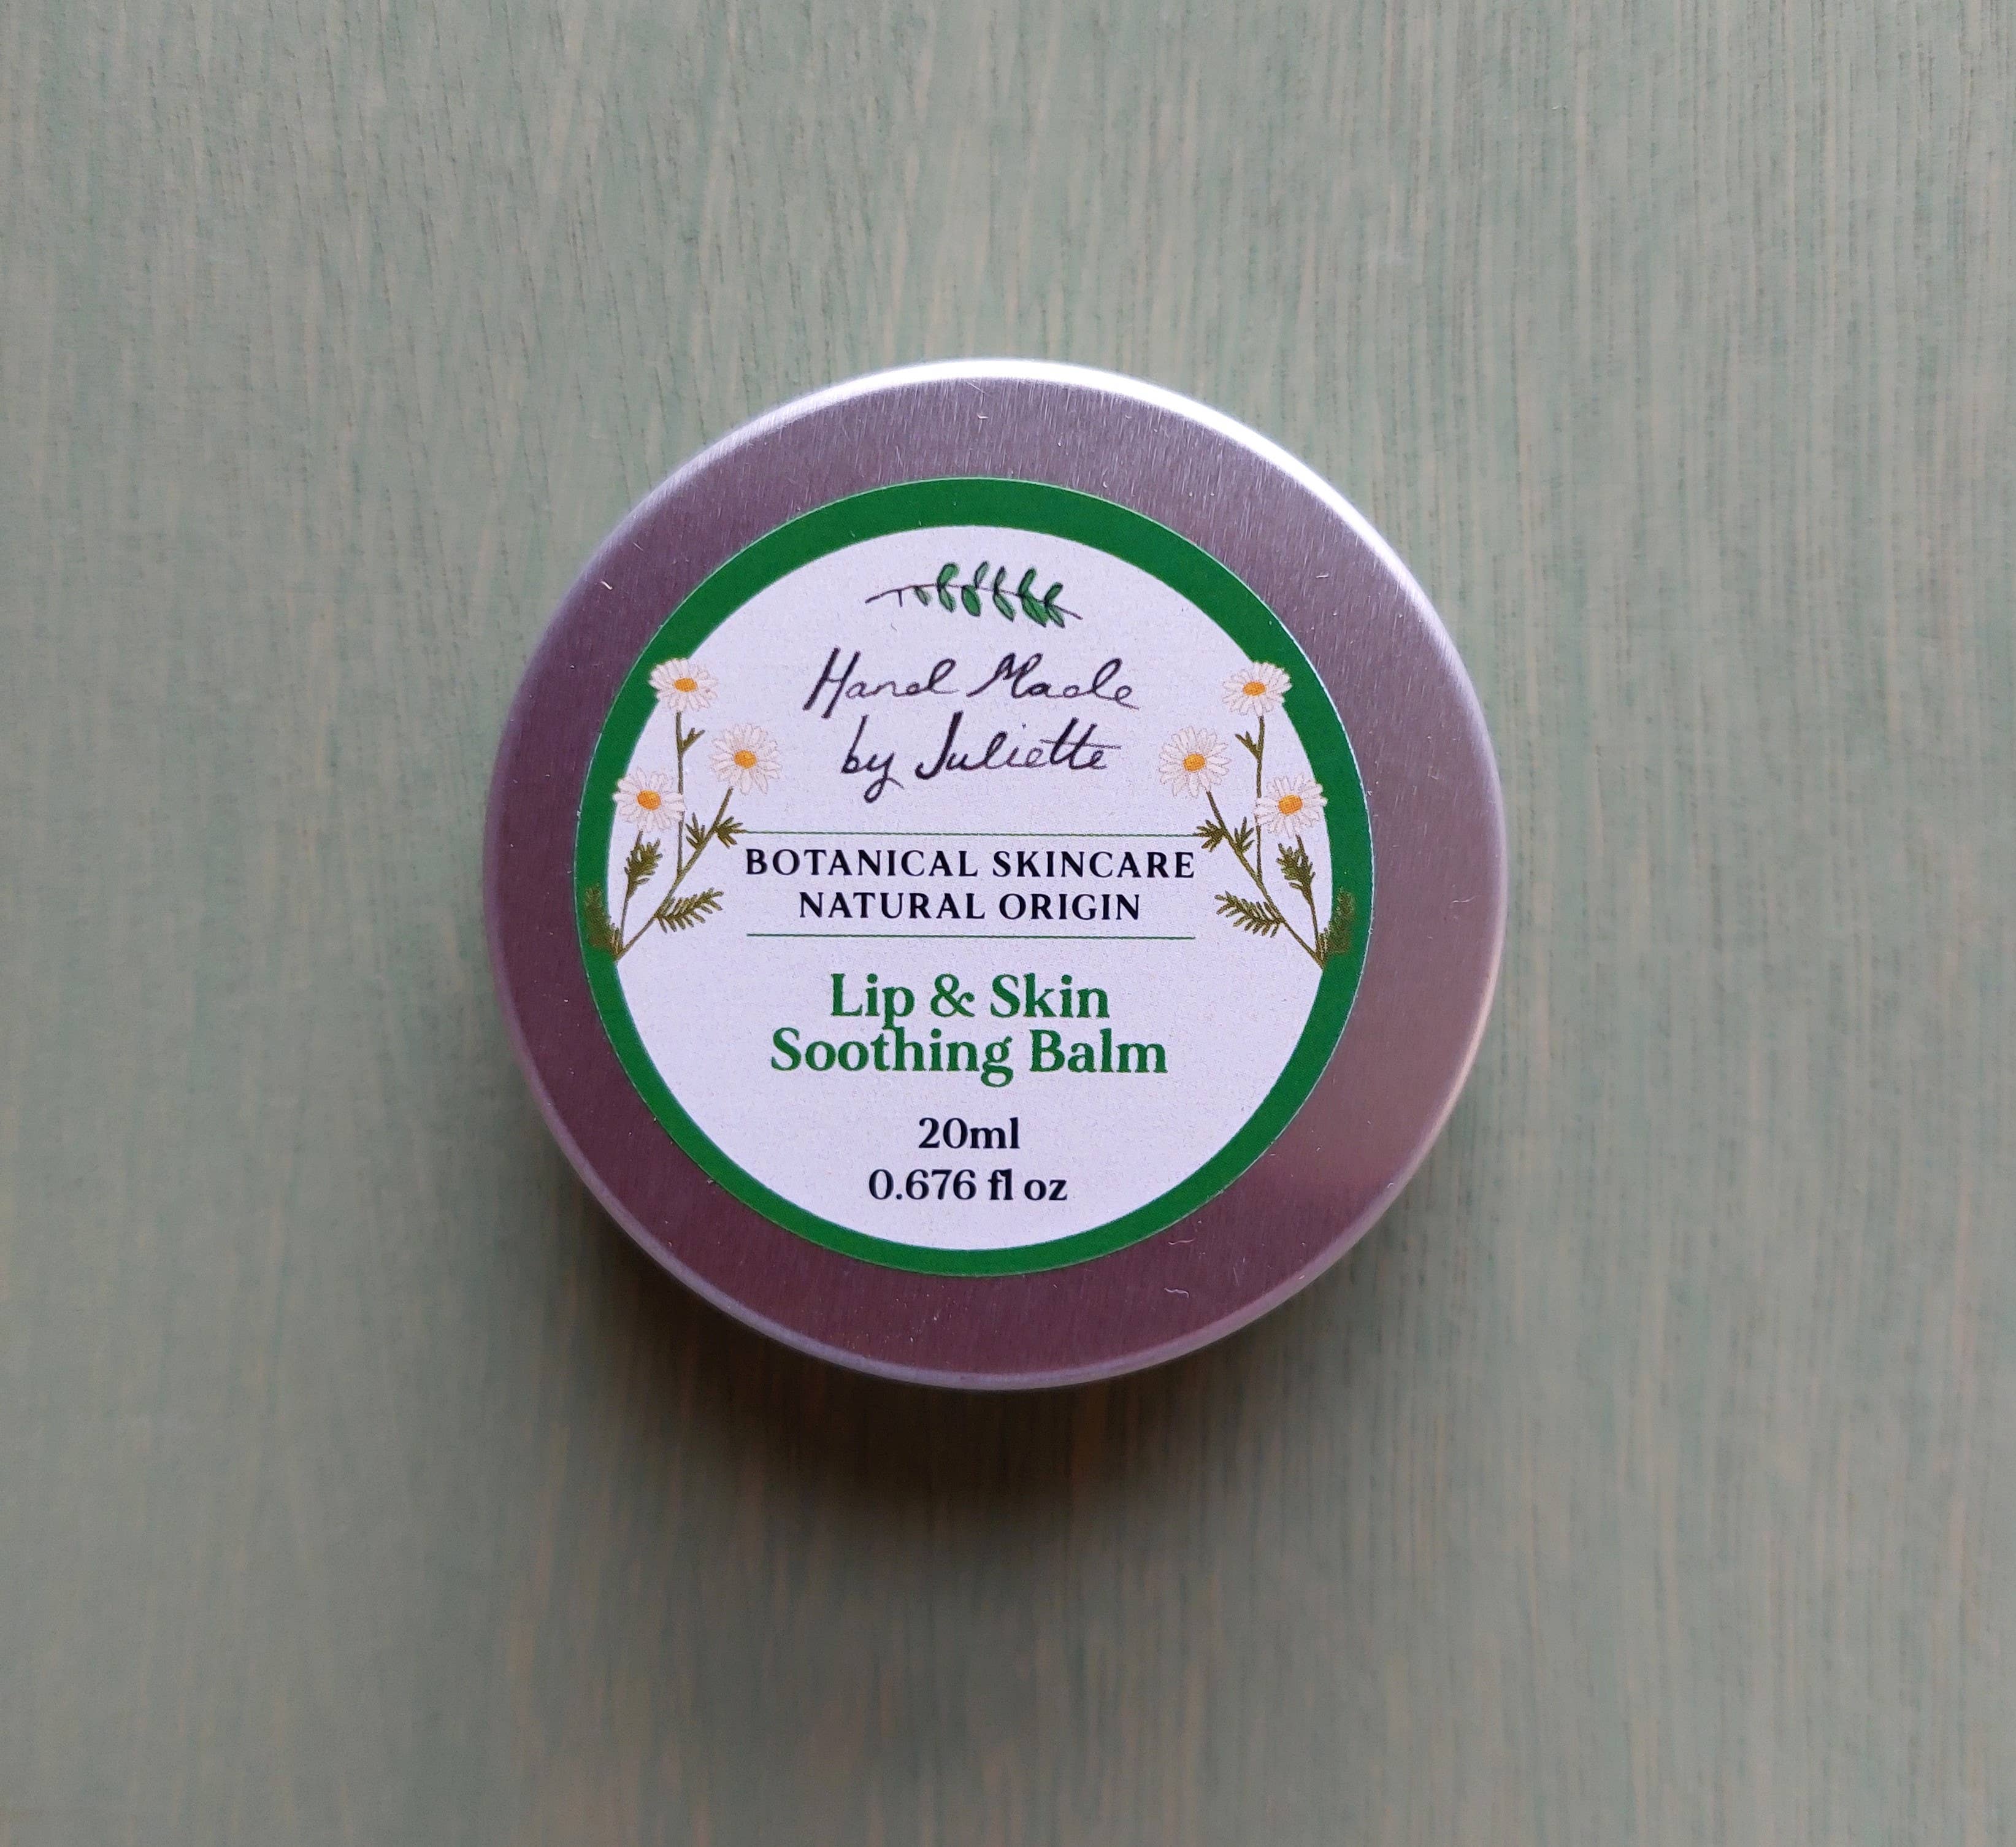 Hand Made
by Juliette
BOTANICAL SKINCARE
NATURAL ORIGIN
Lip & Skin
Soothing Balm
20ml
0.676 fl oz